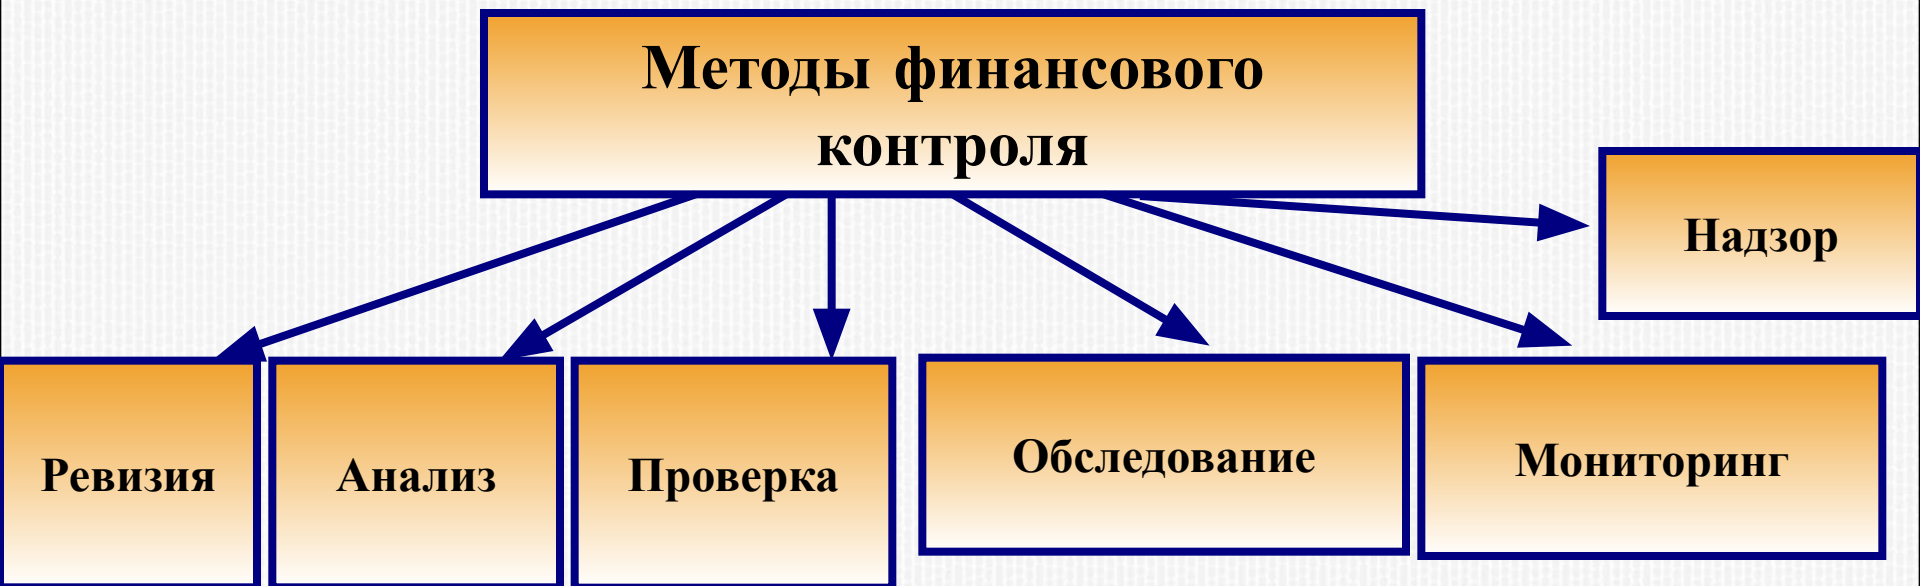 Методы финансового
контроля
Надзор
Ревизия
Анализ
Проверка
Обследование
Мониторинг